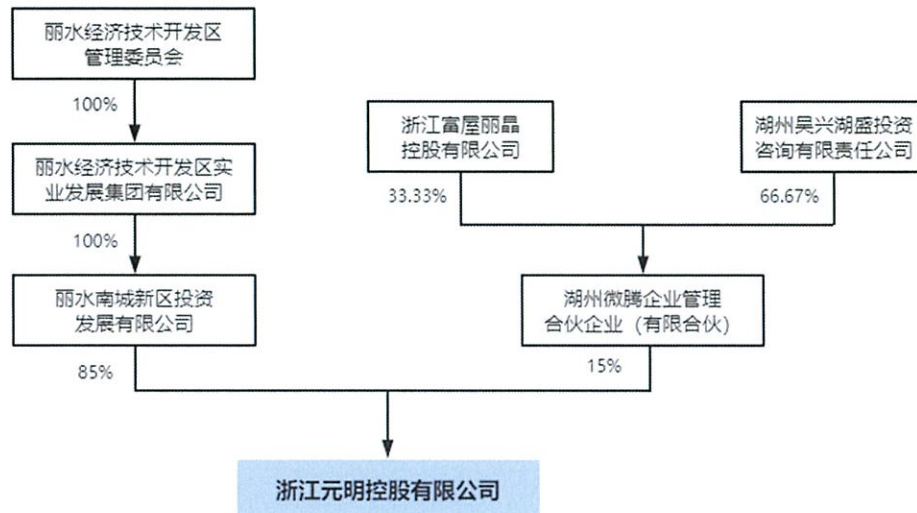 丽水经济技术开发区
管理委员会
100%
浙江富屋丽晶
控股有限公司
湖州吴兴湖盛投资
咨询有限责任公司
丽水经济技术开发区实
业发展集团有限公司
33.33%
66.67%
100%
丽水南城新区投资
发展有限公司
湖州微腾企业管理
合伙企业（有限合伙）
85%
15%
浙江元明控股有限公司